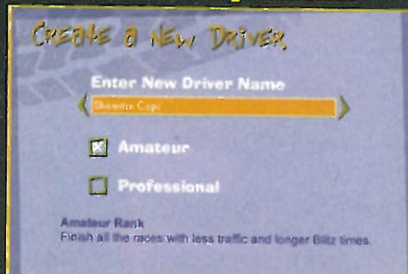 CREATE A NEW DRIVER
Enter New Driver Name
Amateur
Professional
Amateur Rank
Finish all the races with less traffic and longer Blitz times.